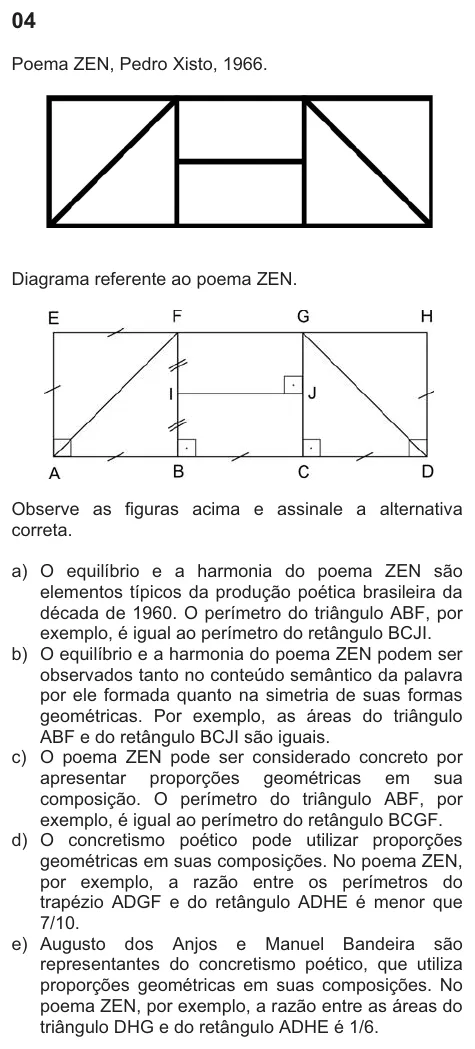 04
Poema ZEN, Pedro Xisto, 1966.
Diagrama referente ao poema ZEN.
E F G H
I J
A B C D
Observe as figuras acima e assinale a alternativa
correta.
a) O equilíbrio e a harmonia do poema ZEN são
elementos típicos da produção poética brasileira da
década de 1960. O perímetro do triângulo ABF, por
exemplo, é igual ao perímetro do retângulo BCJI.
b) O equilíbrio e a harmonia do poema ZEN podem ser
observados tanto no conteúdo semântico da palavra
por ele formada quanto na simetria de suas formas
geométricas. Por exemplo, as áreas do triângulo
ABF e do retângulo BCJI são iguais.
c) O poema ZEN pode ser considerado concreto por
apresentar proporções geométricas em sua
composição. O perímetro do triângulo ABF, por
exemplo, é igual ao perímetro do retângulo BCGF.
d) O concretismo poético pode utilizar proporções
geométricas em suas composições. No poema ZEN,
por exemplo, a razão entre os perímetros do
trapézio ADGF e do retângulo ADHE é menor que
7/10.
e) Augusto dos Anjos e Manuel Bandeira são
representantes do concretismo poético, que utiliza
proporções geométricas em suas composições. No
poema ZEN, por exemplo, a razão entre as áreas do
triângulo DHG e do retângulo ADHE é 1/6.